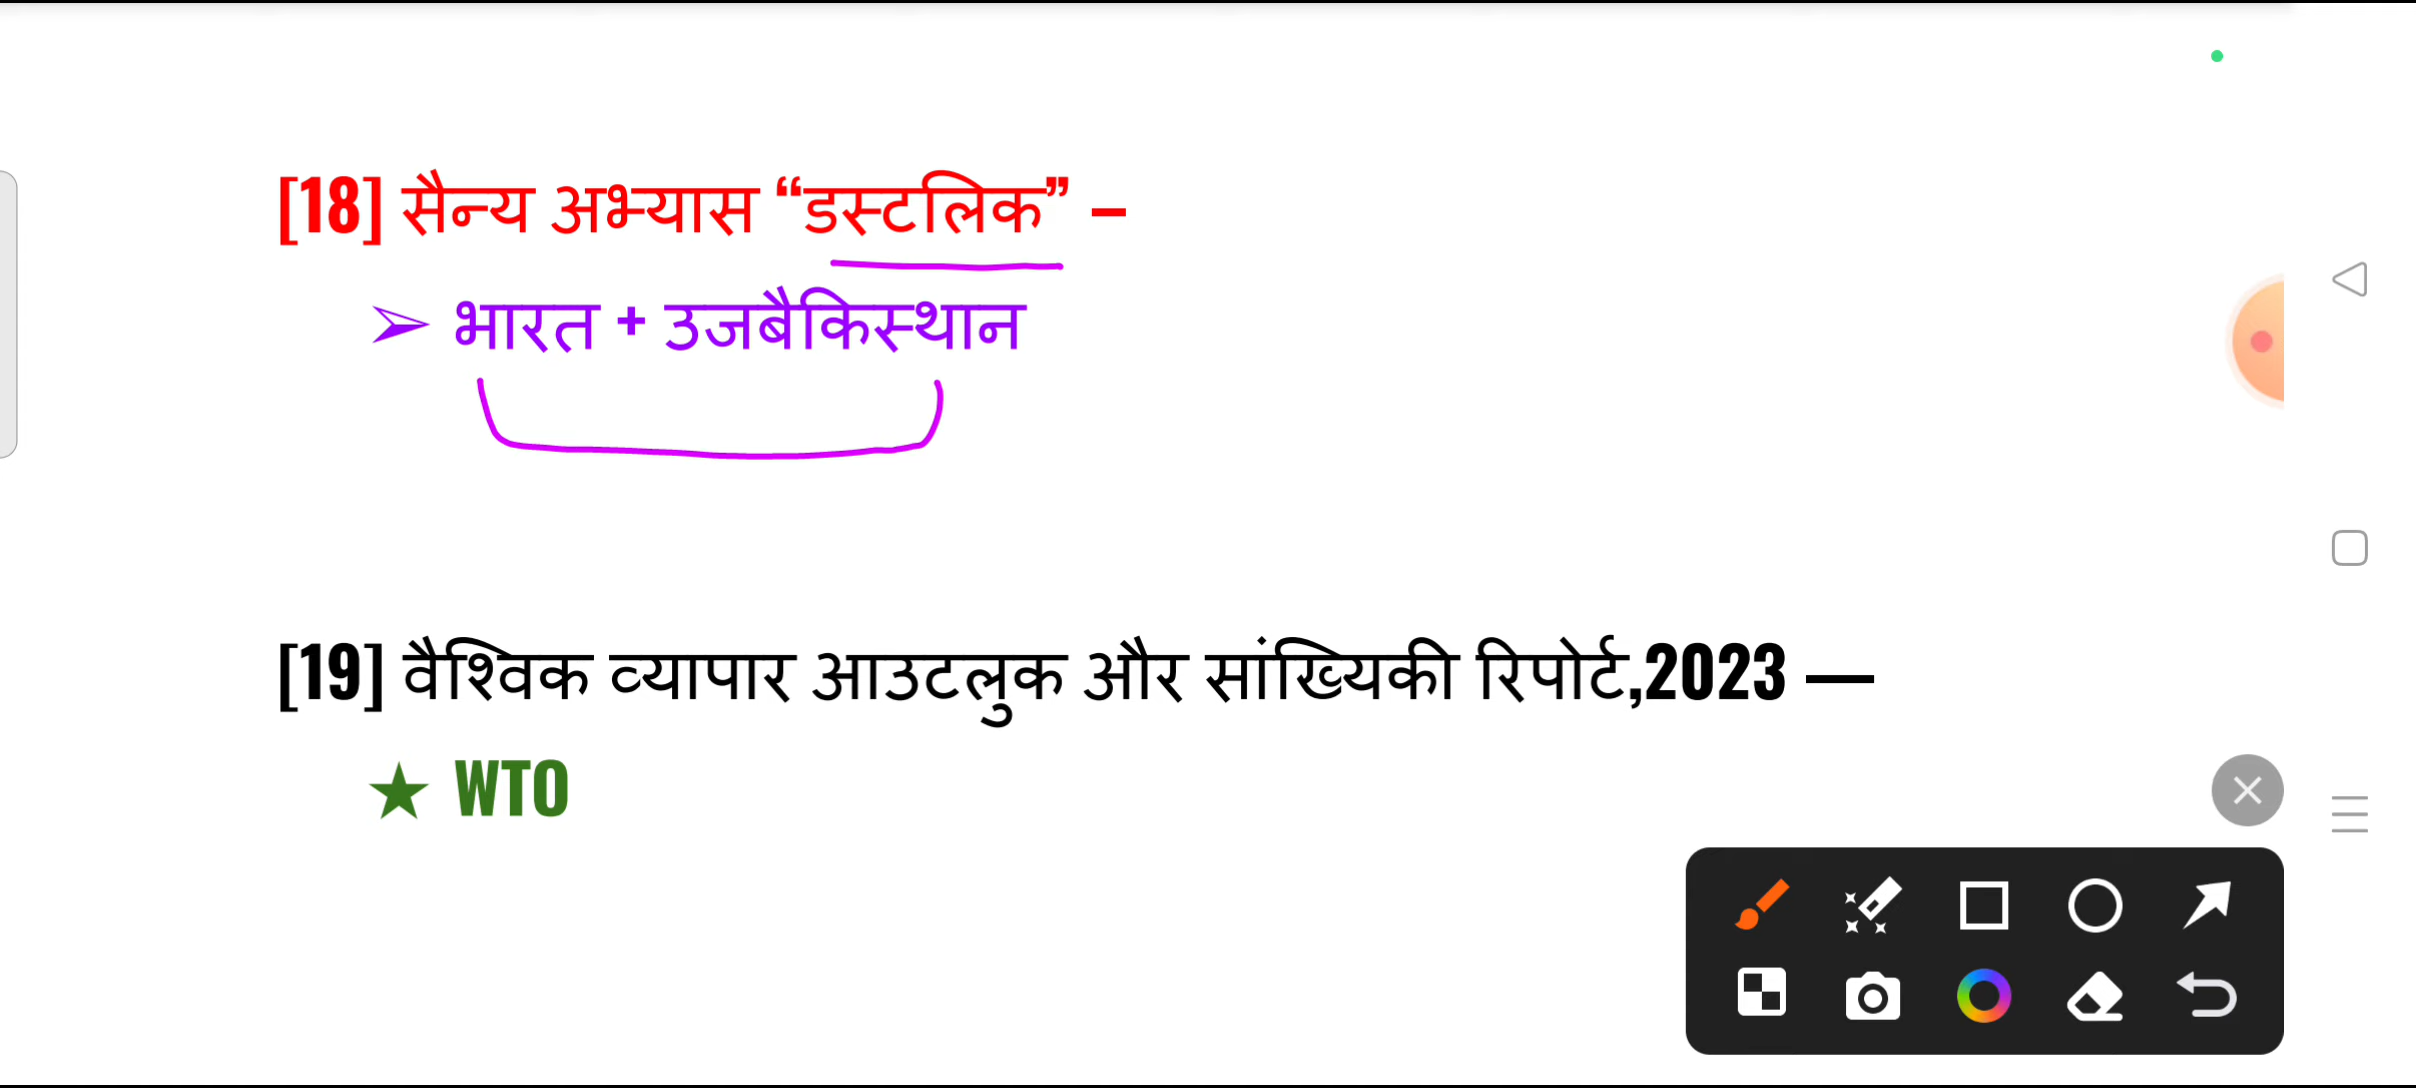 [18] सैन्य अभ्यास “डस्टलिक” –
➢ भारत + उजबैकिस्थान
[19] वैश्विक व्यापार आउटलुक और सांख्यिकी रिपोर्ट,2023 —
★ WTO